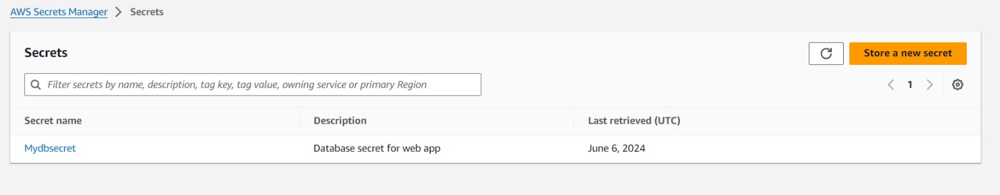 AWS Secrets Manager > Secrets
Secrets
Store a new secret
Filter secrets by name, description, tag key, tag value, owning service or primary Region
1
Secret name Description Last retrieved (UTC)
Mydbsecret Database secret for web app June 6, 2024